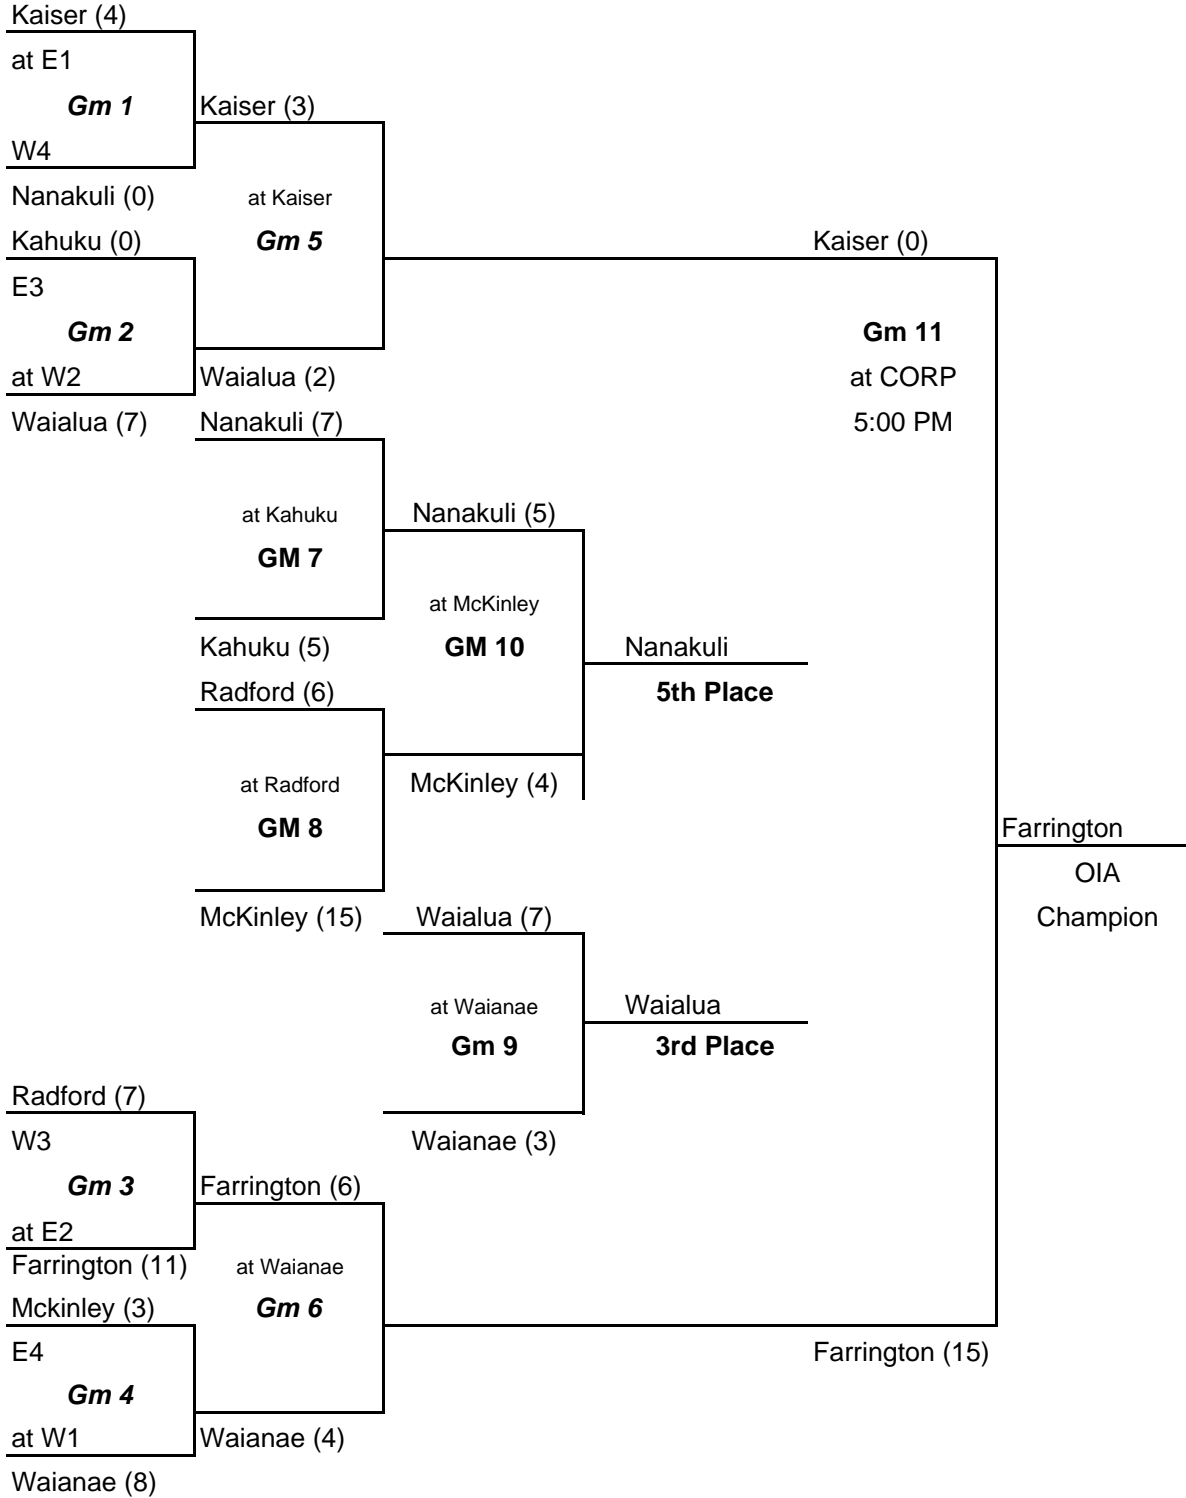 Kaiser (4)
at E1
Gm 1
Kaiser (3)
W4
Nanakuli (0)
at Kaiser
Kahuku (0)
Gm 5
Kaiser (0)
E3
Gm 2
Gm 11
at W2
Waialua (2)
at CORP
Waialua (7)
Nanakuli (7)
5:00 PM
at Kahuku
Nanakuli (5)
GM 7
at McKinley
Kahuku (5)
GM 10
Nanakuli
Radford (6)
5th Place
at Radford
McKinley (4)
GM 8
Farrington
OIA
Champion
McKinley (15)
Waialua (7)
at Waianae
Waialua
Gm 9
3rd Place
Radford (7)
W3
Waianae (3)
Gm 3
Farrington (6)
at E2
Farrington (11)
at Waianae
Mckinley (3)
Gm 6
E4
Farrington (15)
Gm 4
at W1
Waianae (4)
Waianae (8)